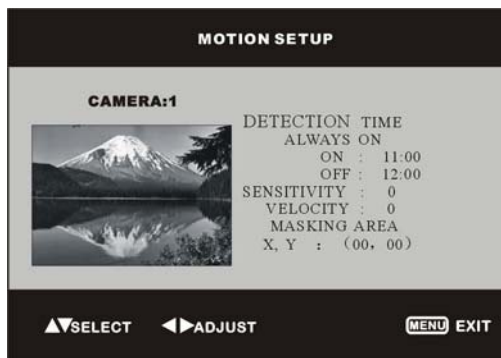 MOTION SETUP
CAMERA:1
DETECTION TIME
ALWAYS ON
ON : 11:00
OFF : 12:00
SENSITIVITY : 0
VELOCITY : 0
MASKING AREA
X, Y : (00, 00)
▲▼SELECT ◀▶ADJUST MENU EXIT